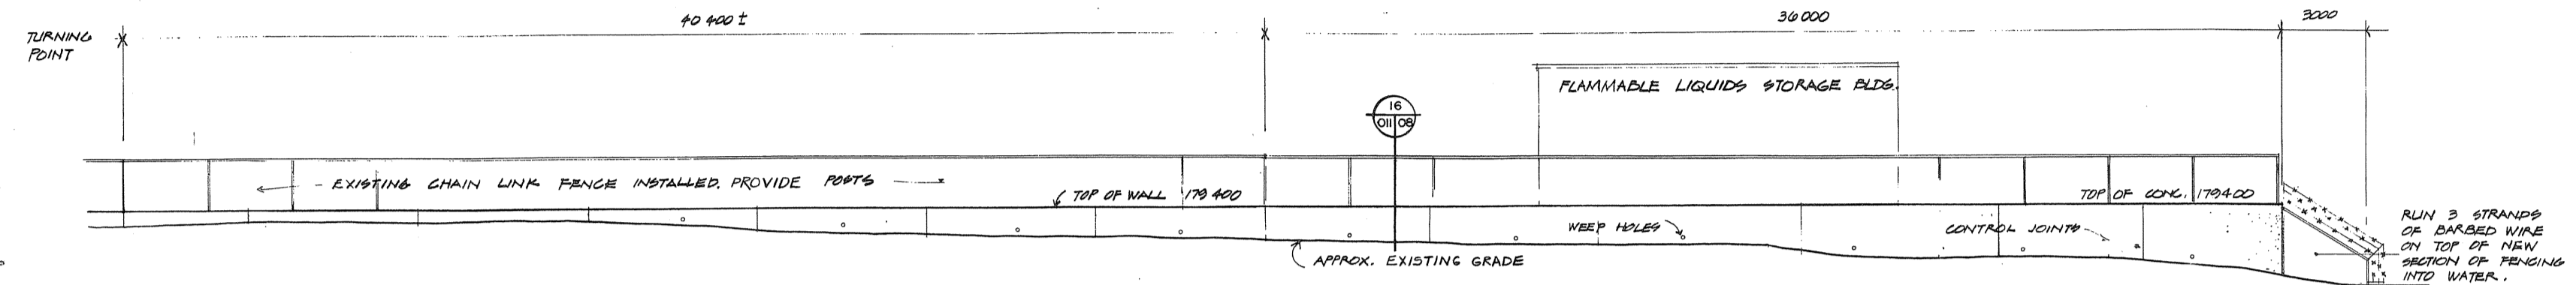 40 400 ±
36 000
3000
TURNING
POINT
FLAMMABLE LIQUIDS STORAGE BLDG.
16
011 08
EXISTING CHAIN LINK FENCE INSTALLED. PROVIDE POSTS
TOP OF WALL 179 400
TOP OF CONC. 179400
WEEP HOLES
CONTROL JOINTS
APPROX. EXISTING GRADE
RUN 3 STRANDS
OF BARBED WIRE
ON TOP OF NEW
SECTION OF FENCING
INTO WATER.